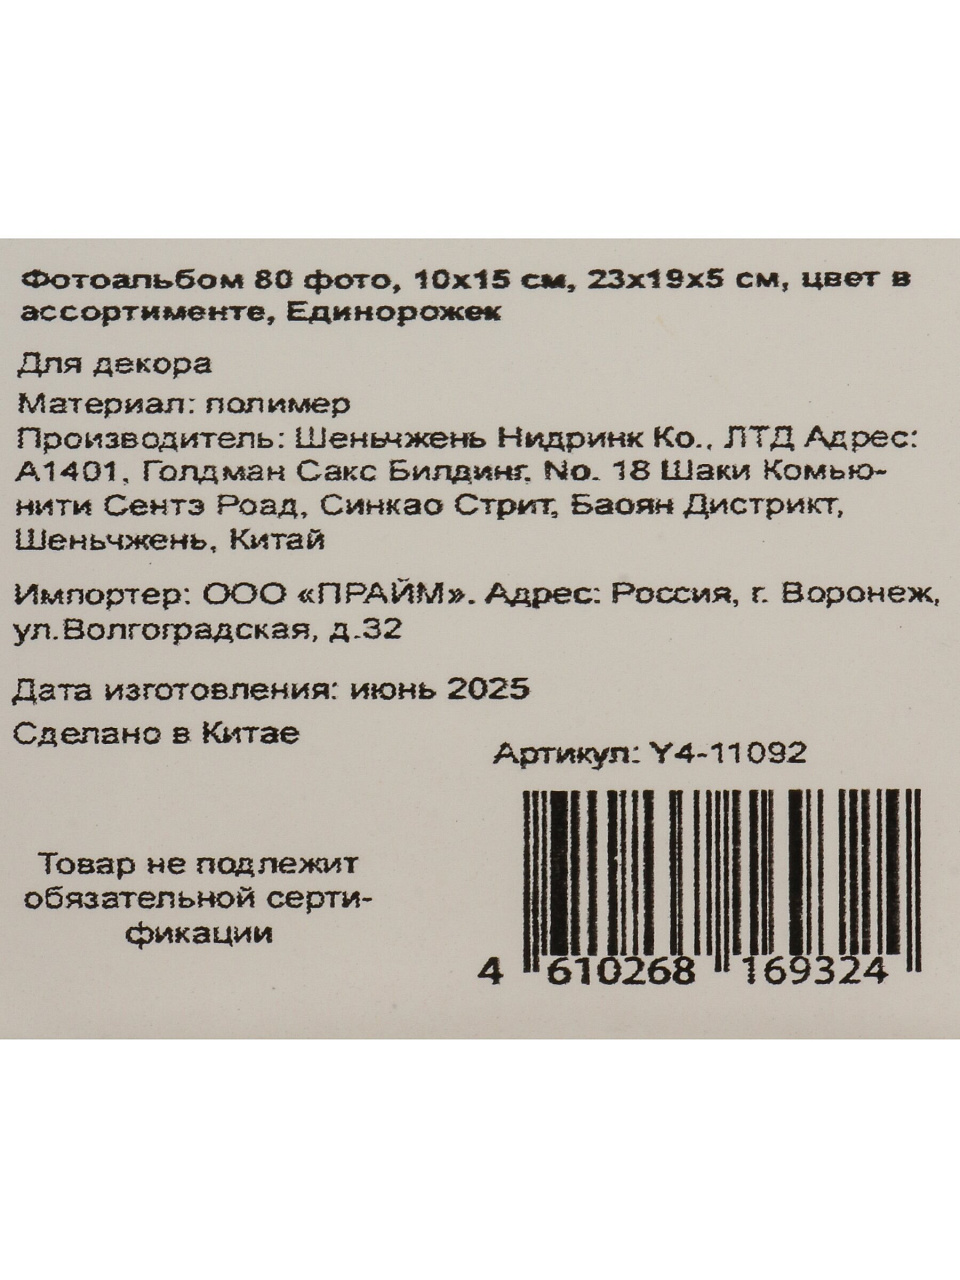 Фотоальбом 80 фото, 10х15 см, 23х19х5 см, цвет в
ассортименте, Единорожек
Для декора
Материал: полимер
Производитель: Шеньчжень Нидринк Ко., ЛТД Адрес:
А1401, Голдман Сакс Билдинг, No. 18 Шаки Комью-
нити Сентэ Роад, Синкао Стрит, Баоян Дистрикт,
Шеньчжень, Китай
Импортер: ООО «ПРАЙМ». Адрес: Россия, г. Воронеж,
ул.Волгоградская, д.32
Дата изготовления: июнь 2025
Сделано в Китае
Артикул: Y4-11092
Товар не подлежит
обязательной серти-
фикации
4 610268 169324